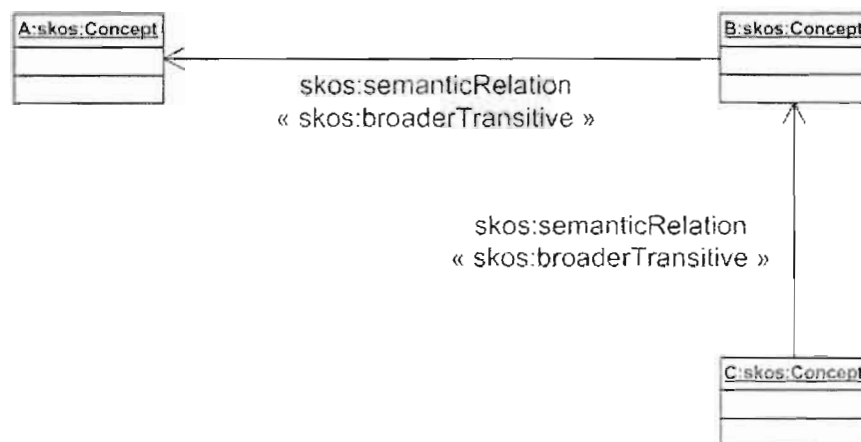 A:skos:Concept
B:skos:Concept
skos:semanticRelation
« skos:broaderTransitive »
skos:semanticRelation
« skos:broaderTransitive »
C:skos:Concept